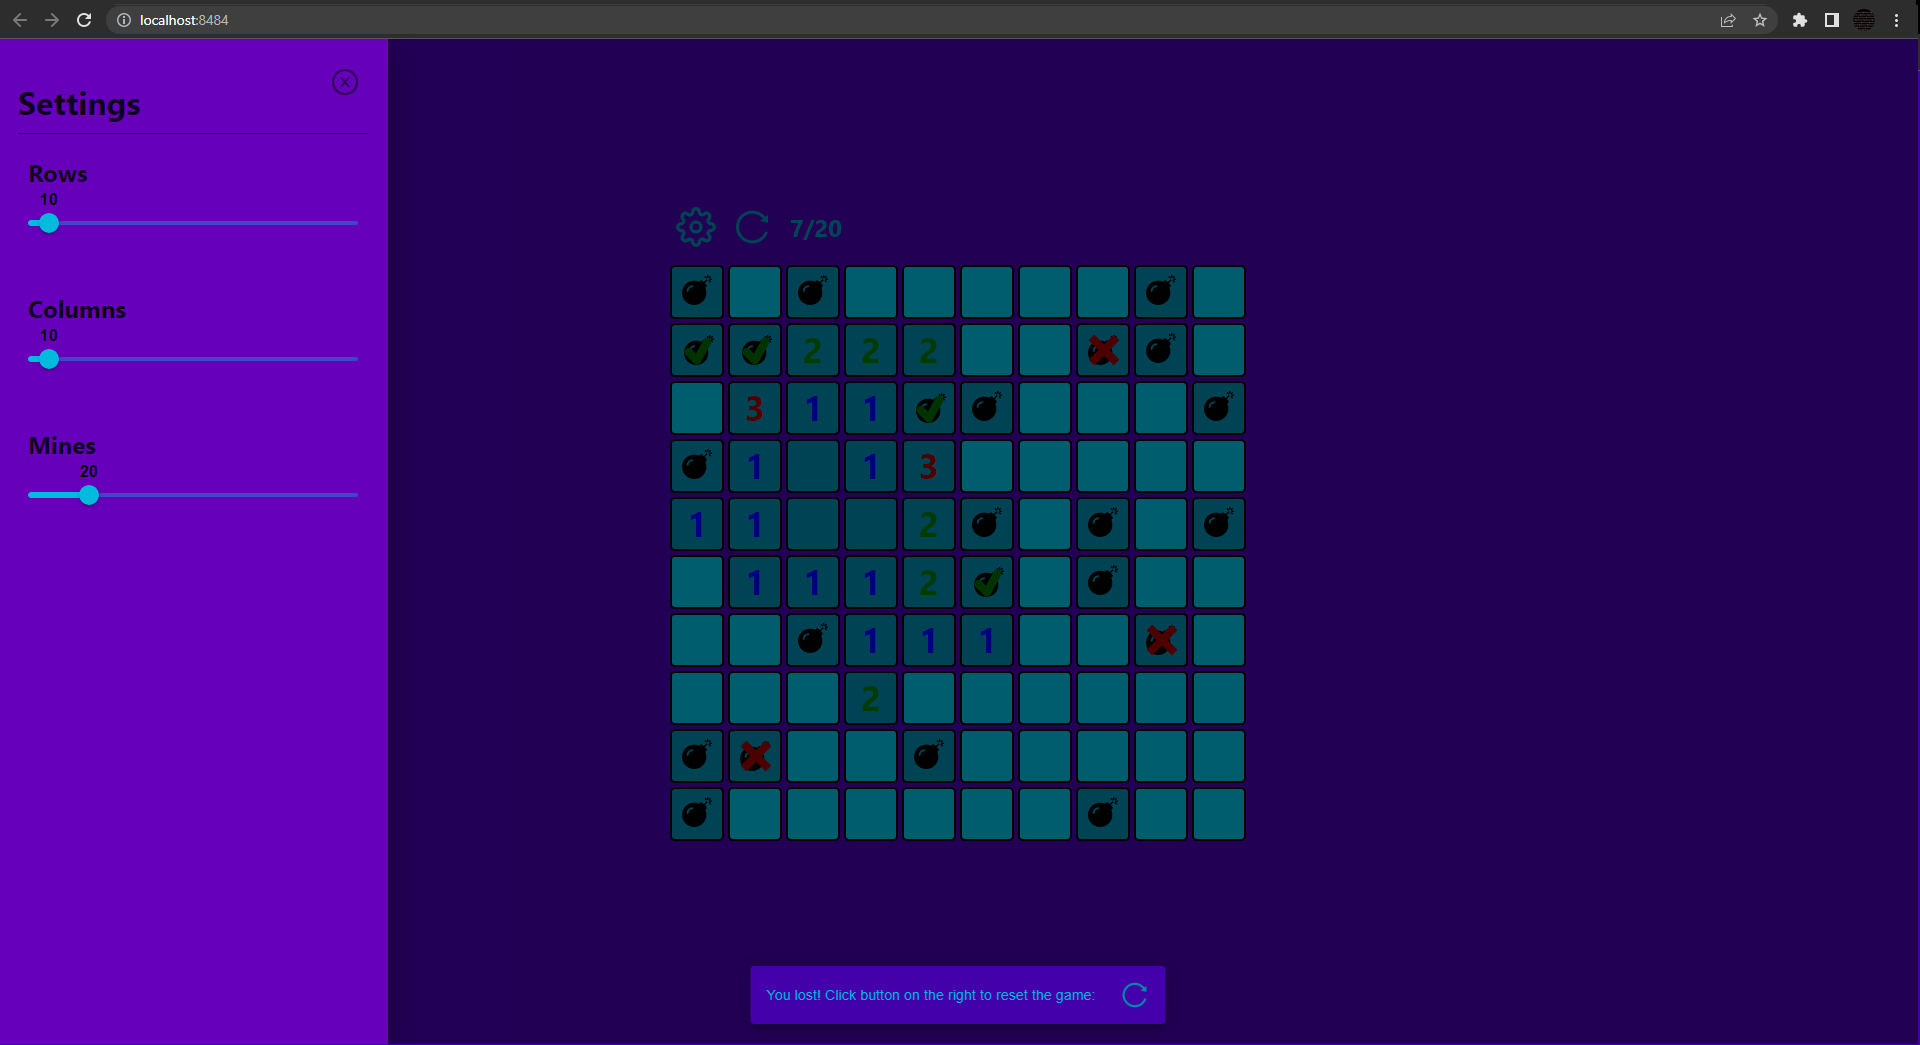 localhost:8484
Settings
Rows
10
Columns
10
Mines
20
7/20
2 2 2
3 1 1
1 1 3
1 1 2
1 1 1 2
1 1 1
2
You lost! Click button on the right to reset the game: